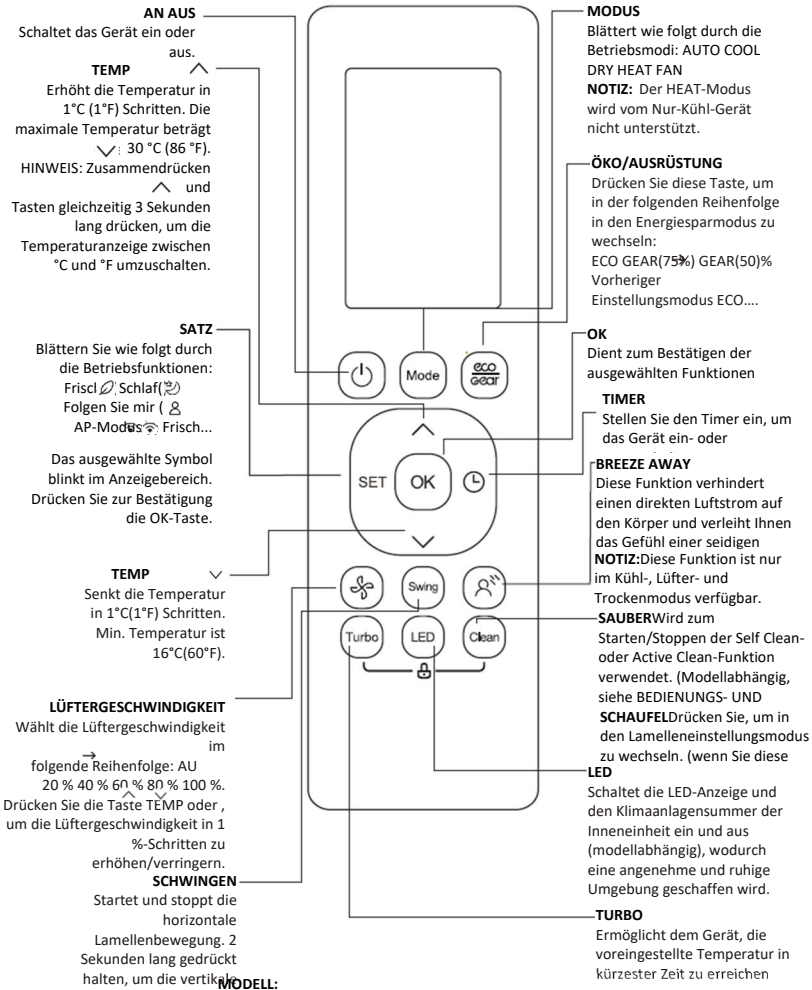 AN AUS
Schaltet das Gerät ein oder
aus.
TEMP
Erhöht die Temperatur in
1°C (1°F) Schritten. Die
maximale Temperatur beträgt
30 °C (86 °F).
HINWEIS: Zusammendrücken
und
Tasten gleichzeitig 3 Sekunden
lang drücken, um die
Temperaturanzeige zwischen
°C und °F umzuschalten.
SATZ
Blättern Sie wie folgt durch
die Betriebsfunktionen:
Schlaf(
Folgen Sie mir (
AP-Modus Frisch...
Das ausgewählte Symbol
blinkt im Anzeigebereich.
Drücken Sie zur Bestätigung
die OK-Taste.
TEMP
Senkt die Temperatur
in 1°C(1°F) Schritten.
Min. Temperatur ist
16°C(60°F).
LÜFTERGESCHWINDIGKEIT
Wählt die Lüftergeschwindigkeit
im
folgende Reihenfolge: AU
20 % 40 % 60 % 80 % 100 %.
Drücken Sie die Taste TEMP oder ,
um die Lüftergeschwindigkeit in 1
%-Schritten zu
erhöhen/verringern.
SCHWINGEN
Startet und stoppt die
horizontale
Lamellenbewegung. 2
Sekunden lang gedrückt
halten, um die vertikale
MODELL:
Mode
eco
Gear
SET
OK
Swing
Turbo
LED
Clean
MODUS
Blättert wie folgt durch die
Betriebsmodi: AUTO COOL
DRY HEAT FAN
NOTIZ: Der HEAT-Modus
wird vom Nur-Kühl-Gerät
nicht unterstützt.
ÖKO/AUSRÜSTUNG
Drücken Sie diese Taste, um
in der folgenden Reihenfolge
in den Energiesparmodus zu
wechseln:
ECO GEAR(75%) GEAR(50)%
Vorheriger
Einstellungsmodus ECO....
OK
Dient zum Bestätigen der
ausgewählten Funktionen
TIMER
Stellen Sie den Timer ein, um
das Gerät ein- oder
BREEZE AWAY
Diese Funktion verhindert
einen direkten Luftstrom auf
den Körper und verleiht Ihnen
das Gefühl einer seidigen
NOTIZ:Diese Funktion ist nur
im Kühl-, Lüfter- und
Trockenmodus verfügbar.
SAUBERWird zum
Starten/Stoppen der Self Clean-
oder Active Clean-Funktion
verwendet. (Modellabhängig,
siehe BEDIENUNGS- UND
SCHAUFELDrücken Sie, um in
den Lamelleneinstellungsmodus
zu wechseln. (wenn Sie diese
LED
Schaltet die LED-Anzeige und
den Klimaanlagensummer der
Inneneinheit ein und aus
(modellabhängig), wodurch
eine angenehme und ruhige
Umgebung geschaffen wird.
TURBO
Ermöglicht dem Gerät, die
voreingestellte Temperatur in
kürzester Zeit zu erreichen